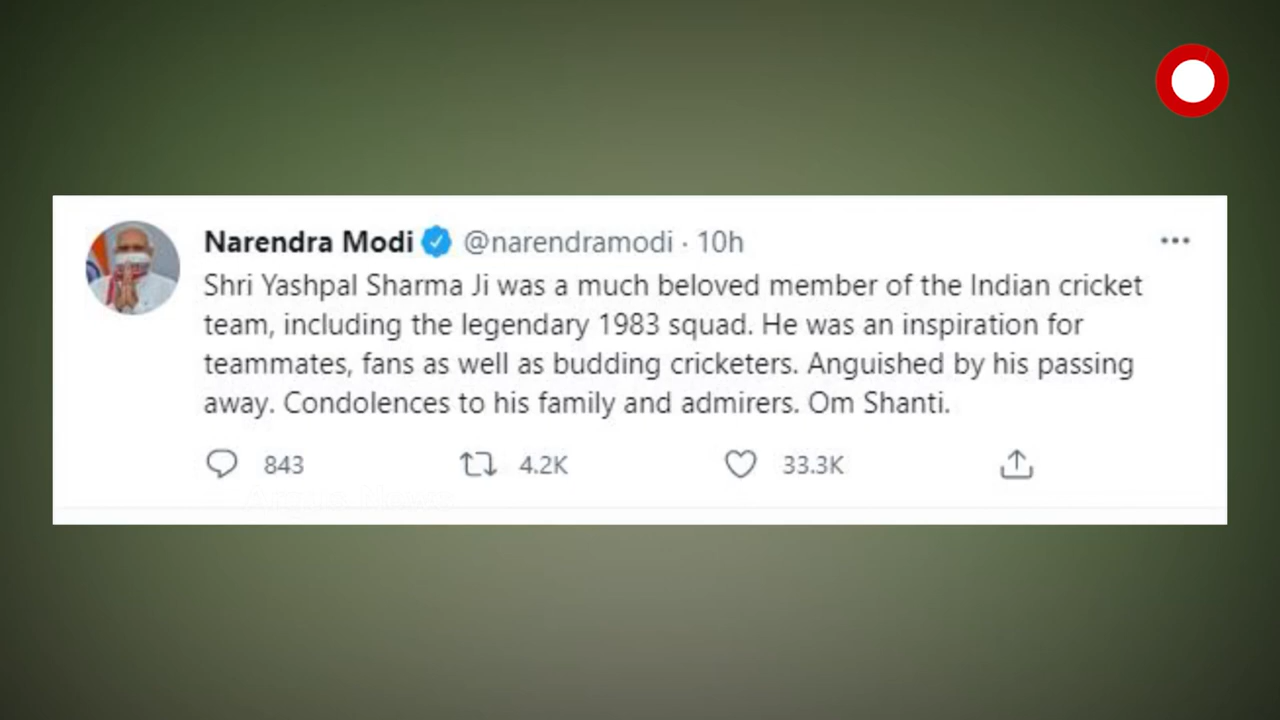 Narendra Modi @narendramodi · 10h
Shri Yashpal Sharma Ji was a much beloved member of the Indian cricket
team, including the legendary 1983 squad. He was an inspiration for
teammates, fans as well as budding cricketers. Anguished by his passing
away. Condolences to his family and admirers. Om Shanti.
843 4.2K 33.3K